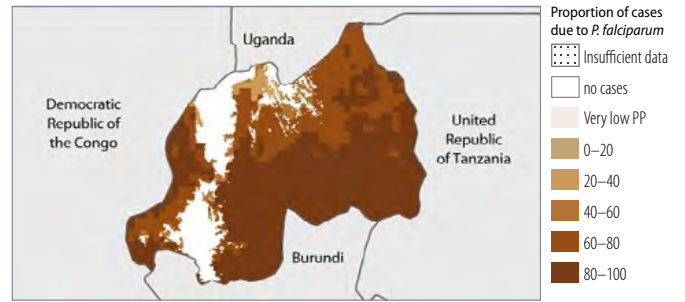 Uganda
Democratic
Republic of
the Congo
United
Republic
of Tanzania
Burundi
Proportion of cases
due to P. falciparum
Insufficient data
no cases
Very low PP
0–20
20–40
40–60
60–80
80–100